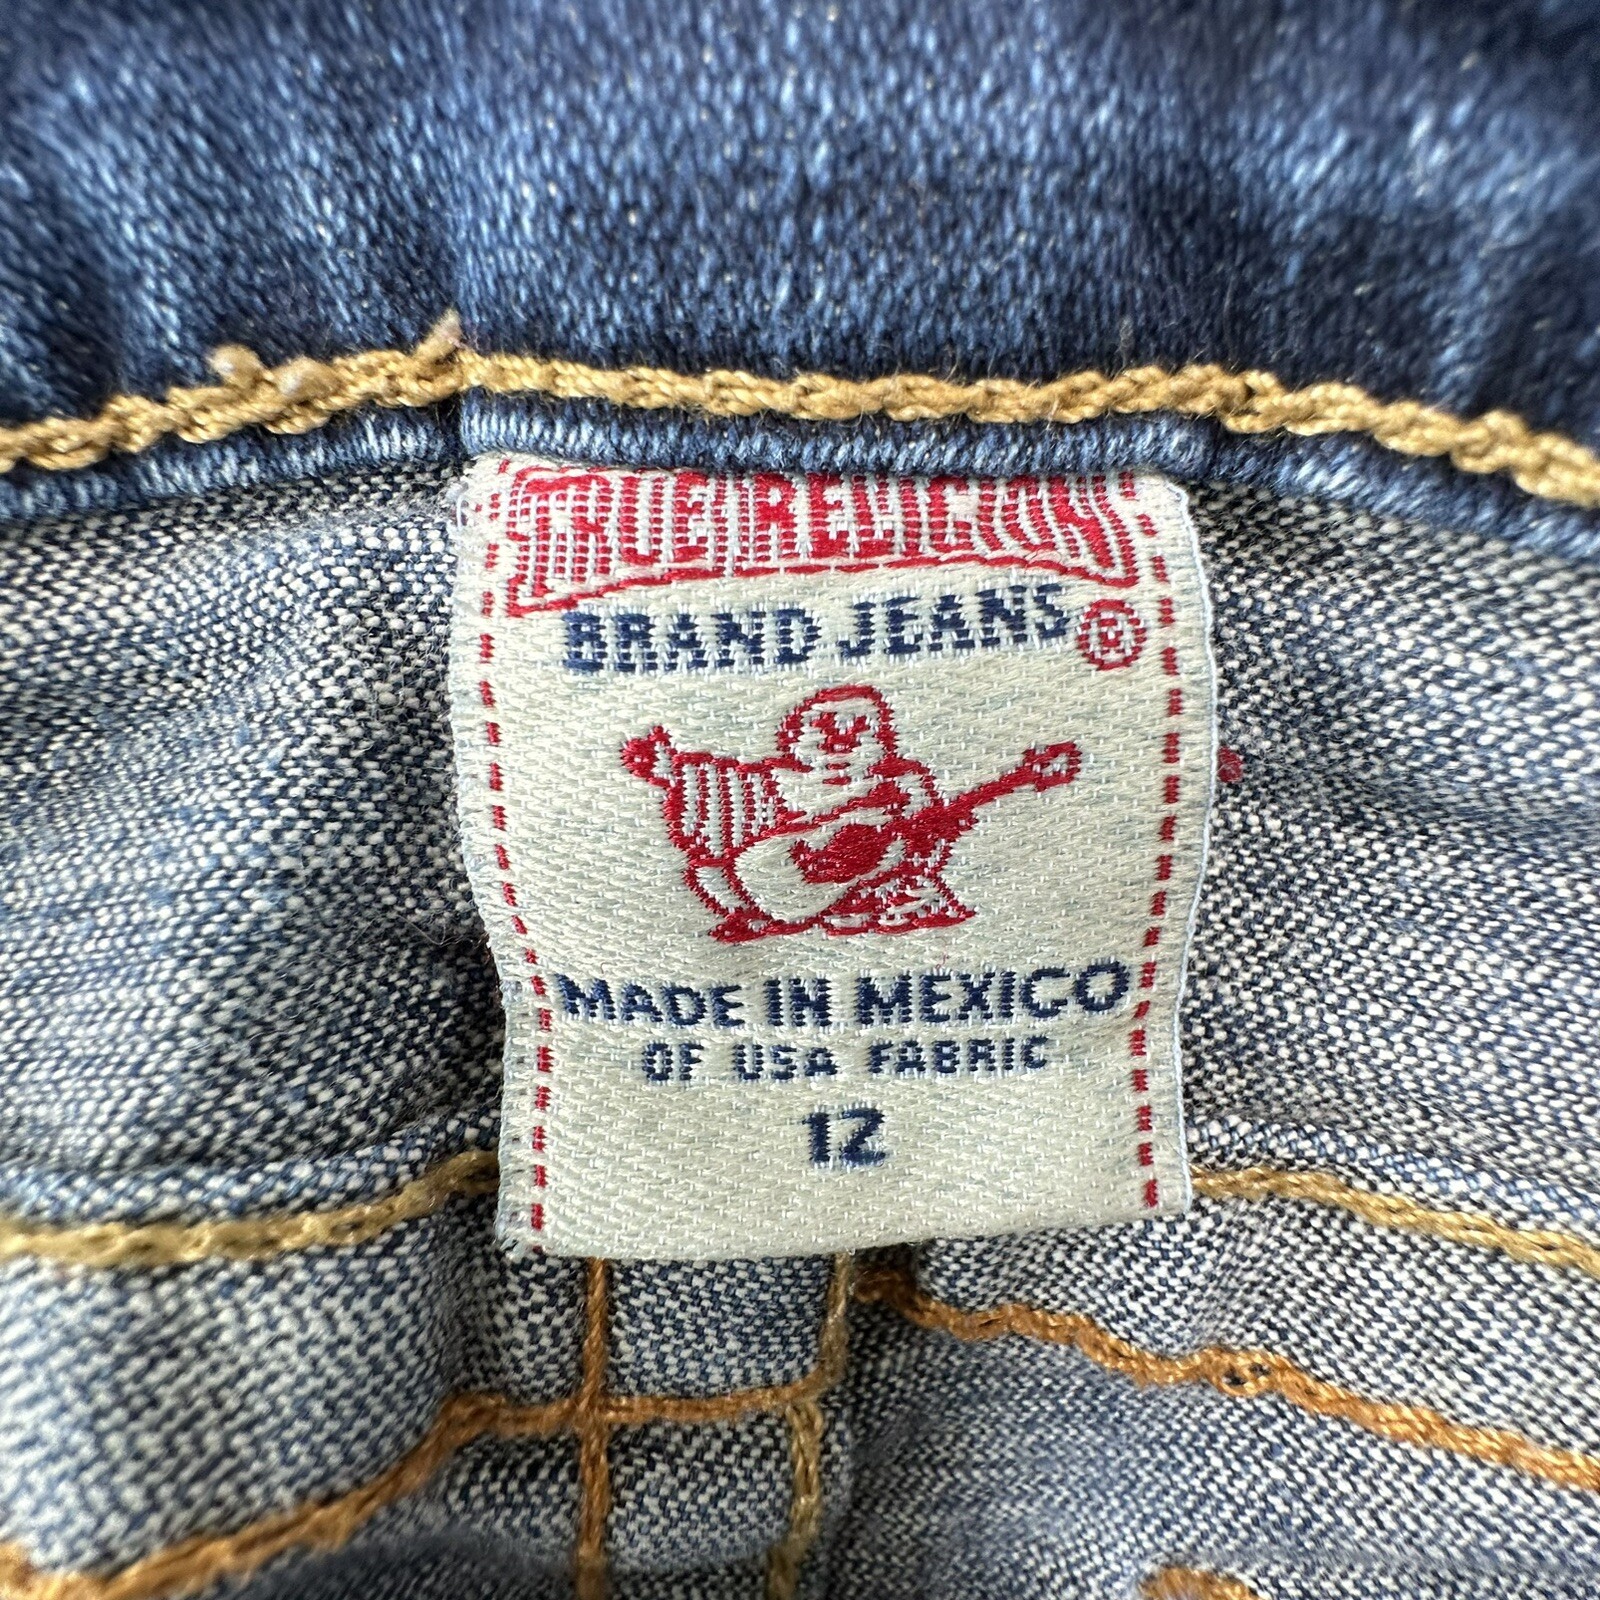 TRUE RELIGION
BRAND JEANS ®
MADE IN MEXICO
OF USA FABRIC
12